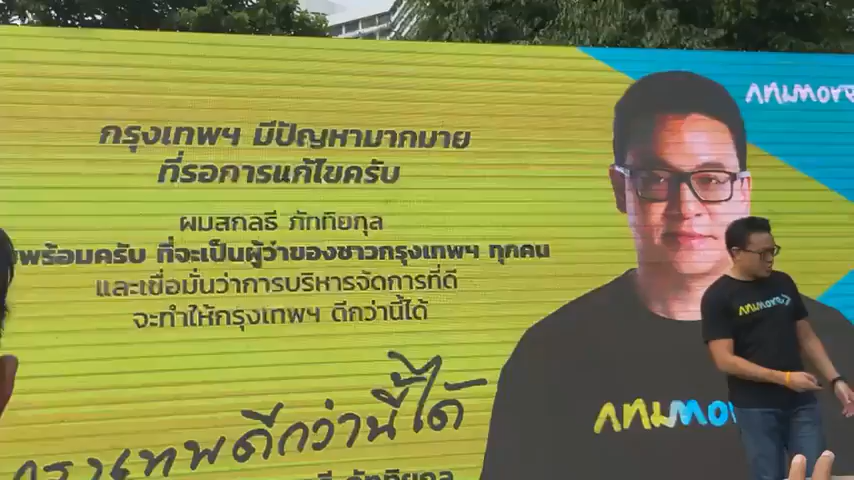 กรุงเทพฯ มีปัญหามากมาย
ที่รอการแก้ไขครับ
ผมสกลธี ภัททิยกุล
พร้อมครับ ที่จะเป็นผู้ว่าของชาวกรุงเทพฯ ทุกคน
และเชื่อมั่นว่าการบริหารจัดการที่ดี
จะทำให้กรุงเทพฯ ดีกว่านี้ได้
กรุงเทพดีกว่านี้ได้
ภัททิยกุล